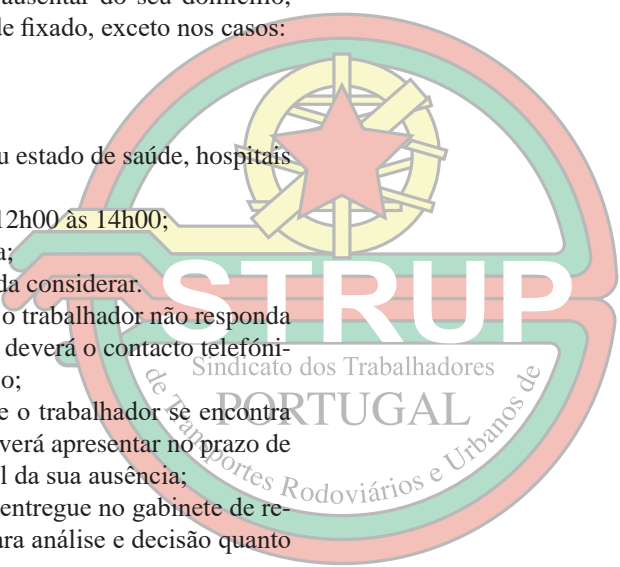 ausentar do seu domicílio,
le fixado, exceto nos casos:
u estado de saúde, hospitais
12h00 às 14h00;
a;
da considerar.
o trabalhador não responda
deverá o contacto telefóni-
o;
e o trabalhador se encontra
verá apresentar no prazo de
l da sua ausência;
entregue no gabinete de re-
ara análise e decisão quanto
STRUP
Sindicato dos Trabalhadores
PORTUGAL
de Transportes Rodoviários e Urbanos de